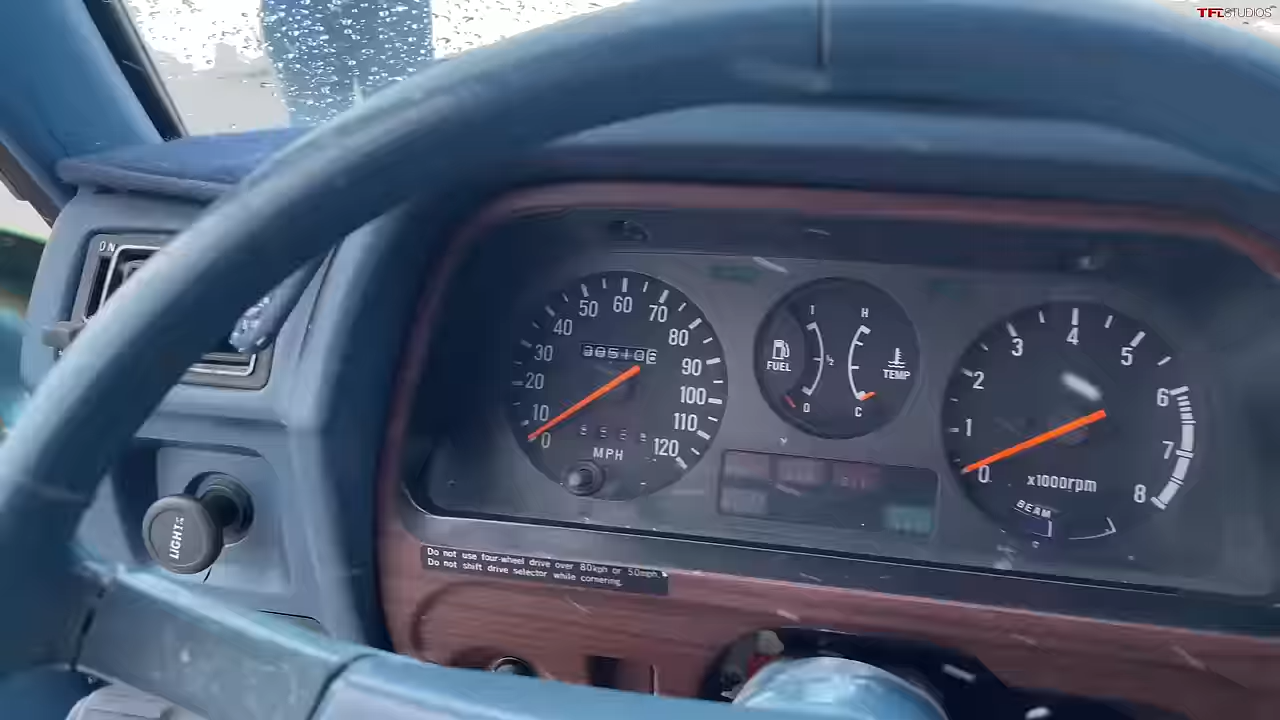 TFLSTUDIOS
ON
50 60 70
40 80
30 90
20 100
10 110
0 120
MPH
FUEL
1
½
0
H
TEMP
C
0 1 2 3 4 5 6 7 8
x1000rpm
BEAM
LIGHTS
Do not use four-wheel drive over 80kph or 50mph.
Do not shift drive selector while cornering.